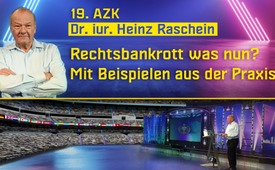 19. AZK
Dr. iur. Heinz Raschein
Rechtsbankrott was nun?
Mit Beispielen aus der Praxis